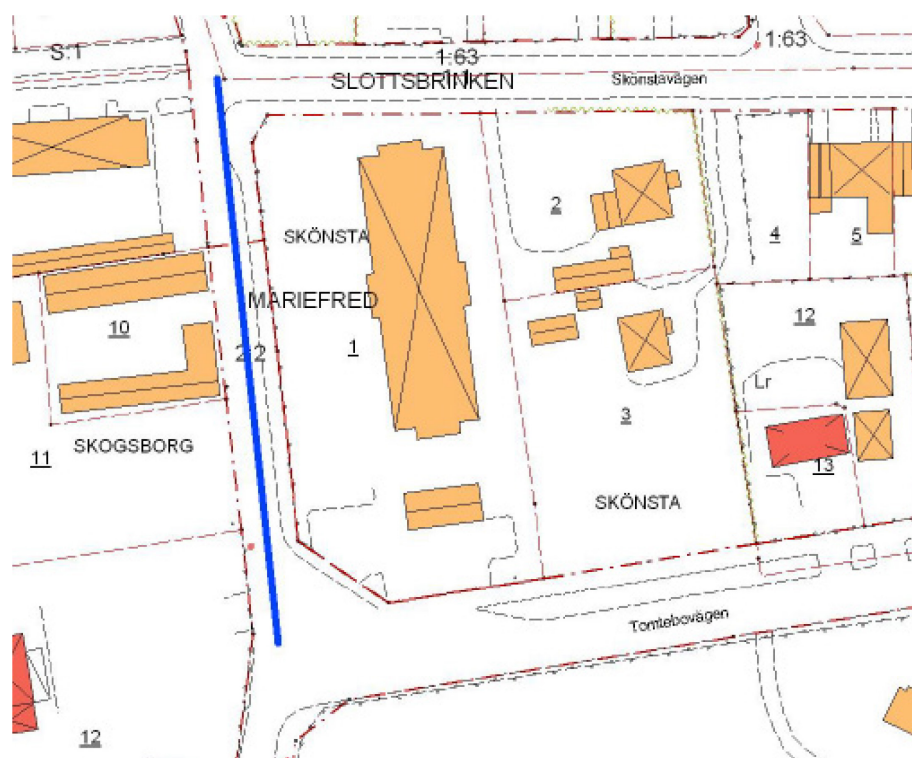 S:1
1:63
1:63
SLOTTSBRINKEN
Skönstavägen
2
SKÖNSTA
4
5
MARIEFRED
10
1
2:2
12
Lr
3
SKOGSBORG
11
13
SKÖNSTA
Tomtebovägen
12